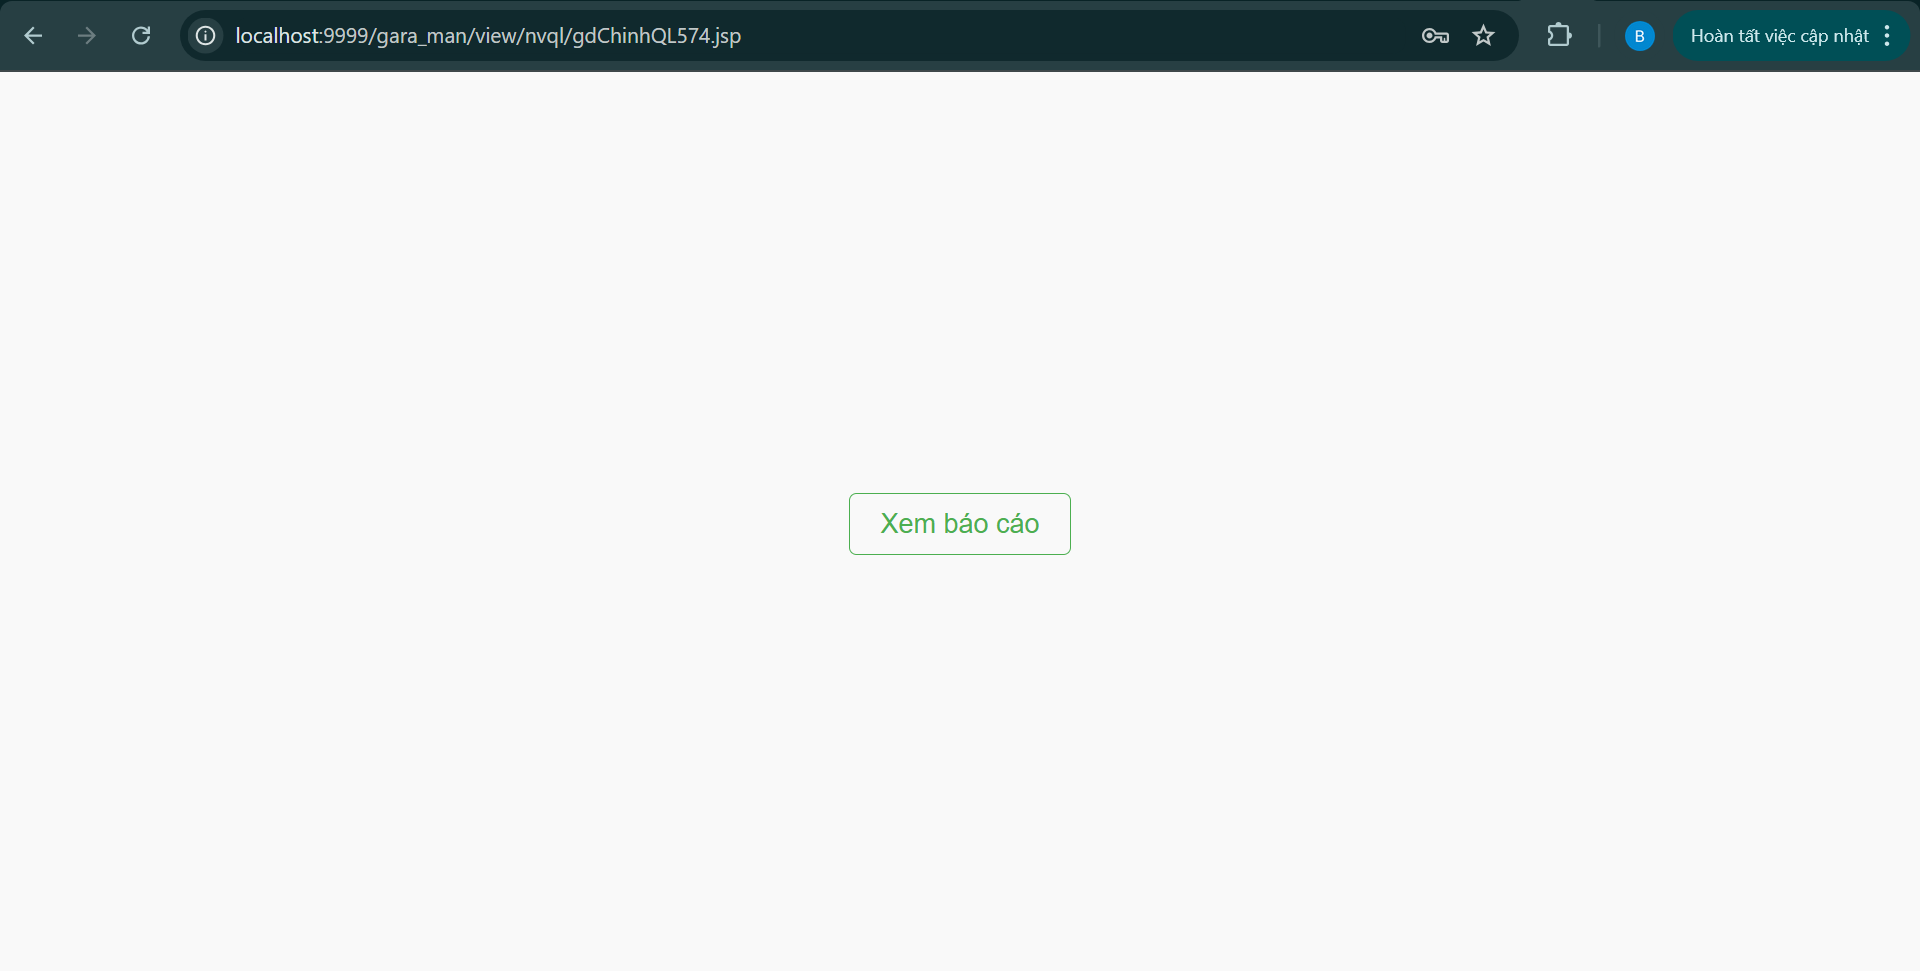 localhost:9999/gara_man/view/nvql/gdChinhQL574.jsp
B
Hoàn tất việc cập nhật
Xem báo cáo